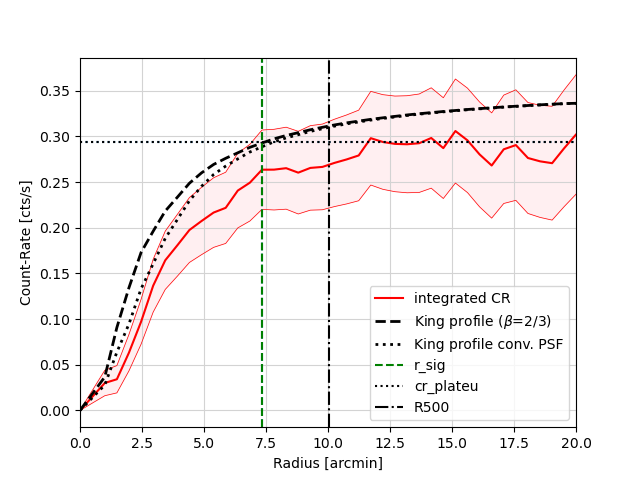 0.35
0.30
0.25
0.20
0.15
0.10
0.05
0.00
Count-Rate [cts/s]
integrated CR
King profile (β=2/3)
King profile conv. PSF
r_sig
cr_plateu
R500
0.0 2.5 5.0 7.5 10.0 12.5 15.0 17.5 20.0
Radius [arcmin]